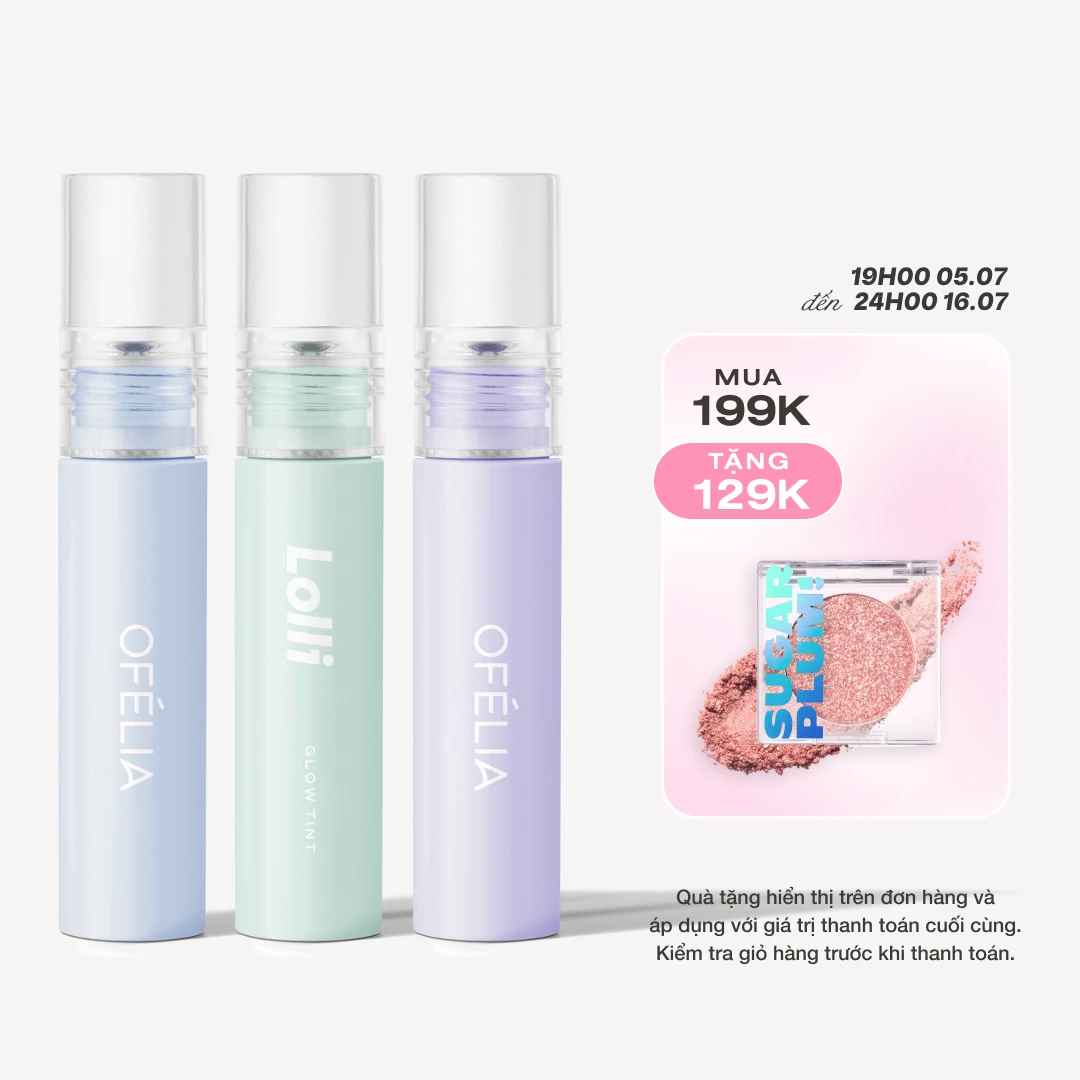 19H00 05.07
đến 24H00 16.07
MUA
199K
TẶNG
129K
OFÉLIA
Lolli
GLOW TINT
OFÉLIA
SUGAR
PLUM!
Quà tặng hiển thị trên đơn hàng và
áp dụng với giá trị thanh toán cuối cùng.
Kiểm tra giỏ hàng trước khi thanh toán.